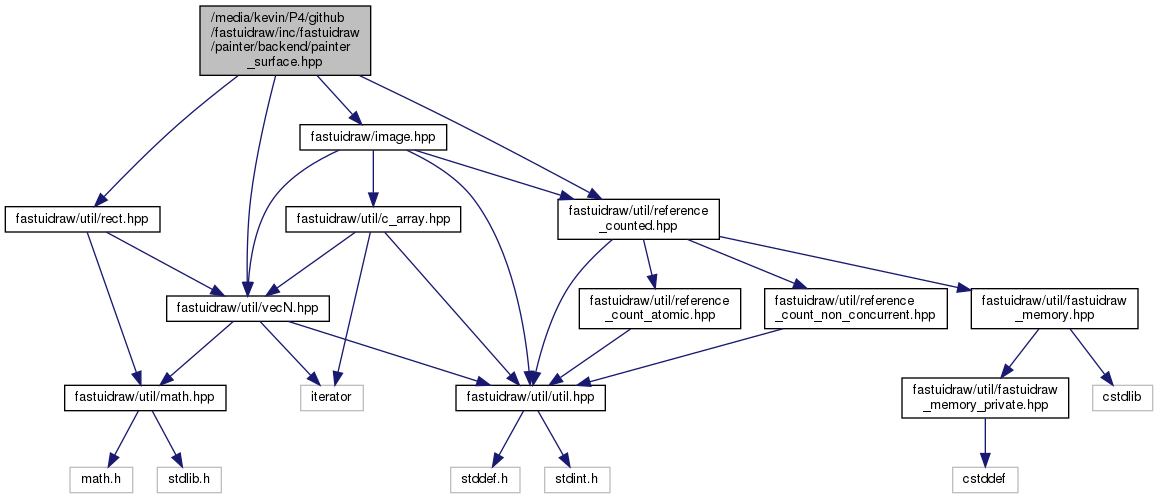 /media/kevin/P4/github
/fastuidraw/inc/fastuidraw
/painter/backend/painter
_surface.hpp
fastuidraw/image.hpp
fastuidraw/util/rect.hpp
fastuidraw/util/c_array.hpp
fastuidraw/util/reference
_counted.hpp
fastuidraw/util/vecN.hpp
fastuidraw/util/reference
_count_atomic.hpp
fastuidraw/util/reference
_count_non_concurrent.hpp
fastuidraw/util/fastuidraw
_memory.hpp
fastuidraw/util/math.hpp
iterator
fastuidraw/util/util.hpp
fastuidraw/util/fastuidraw
_memory_private.hpp
cstdlib
math.h
stdlib.h
stddef.h
stdint.h
cstddef